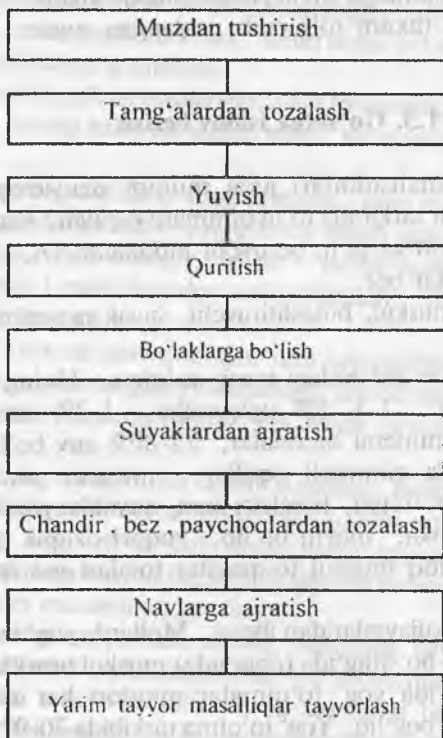 Muzdan tushirish
Tamg‘alardan tozalash
Yuvish
Quritish
Bo‘laklarga bo‘lish
Suyaklardan ajratish
Chandir , bez , paychoqlardan tozalash
Navlarga ajratish
Yarim tayyor masalliqlar tayyorlash